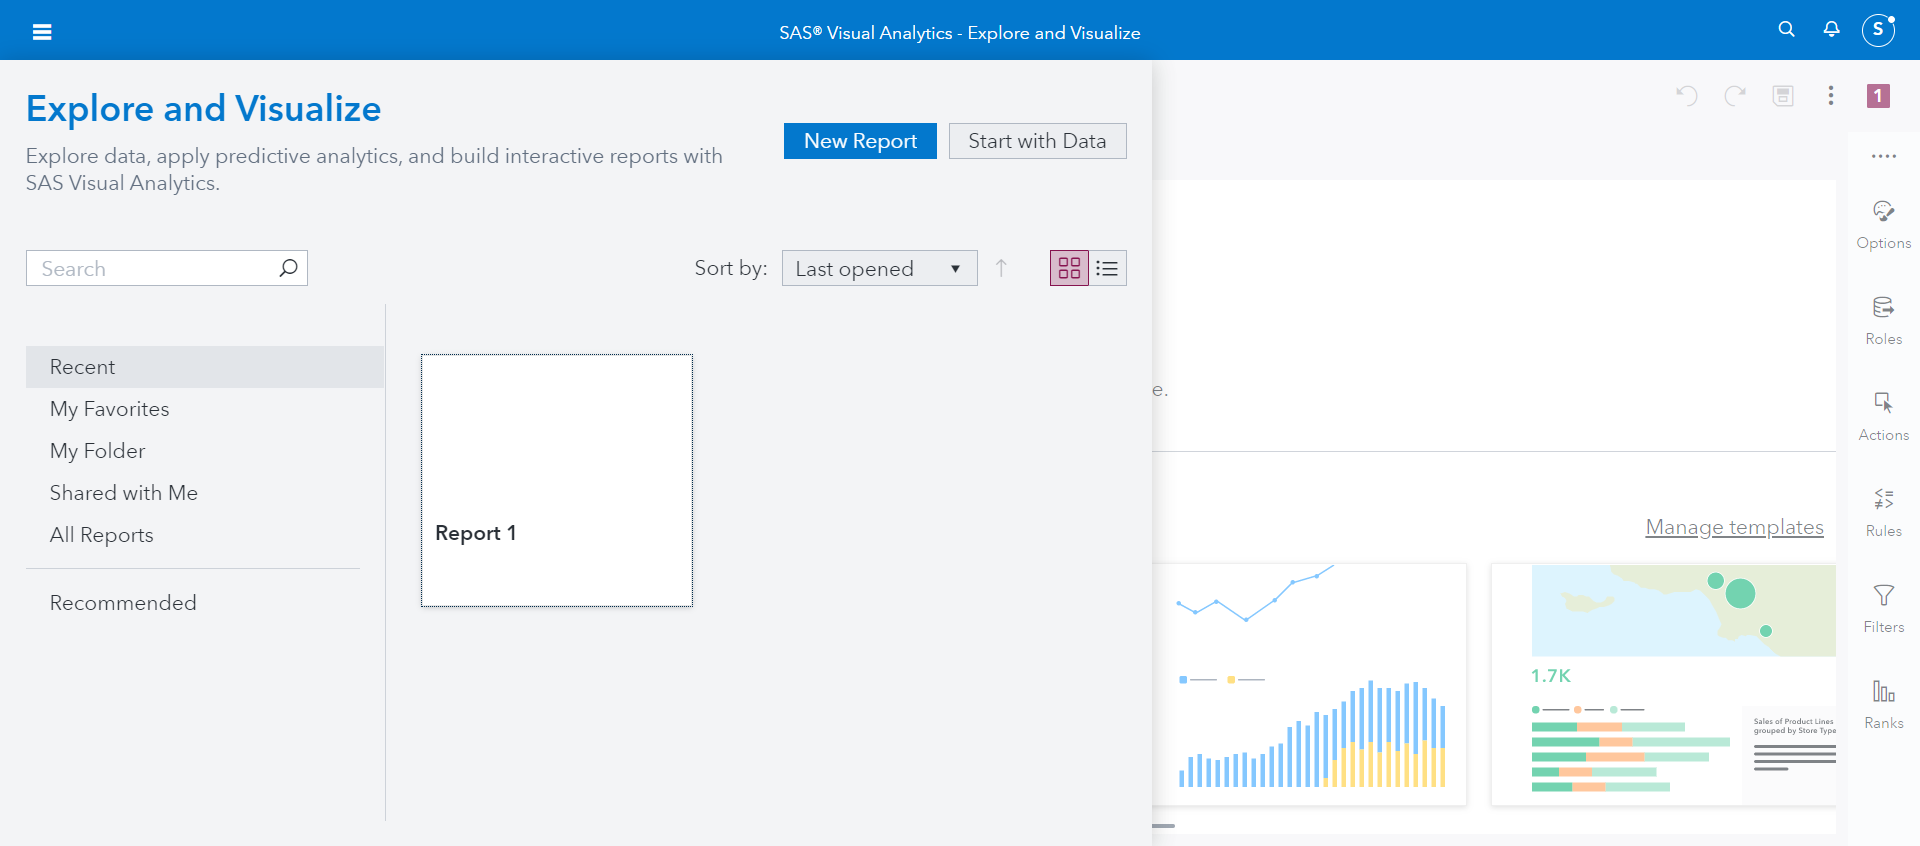 SAS® Visual Analytics - Explore and Visualize
S
Explore and Visualize
Explore data, apply predictive analytics, and build interactive reports with
SAS Visual Analytics.
New Report
Start with Data
1
Search
Sort by:
Last opened
Recent
My Favorites
My Folder
Shared with Me
All Reports
Recommended
Report 1
e.
Manage templates
1.7K
Sales of Product Lines
grouped by Store Type
Options
Roles
Actions
Rules
Filters
Ranks